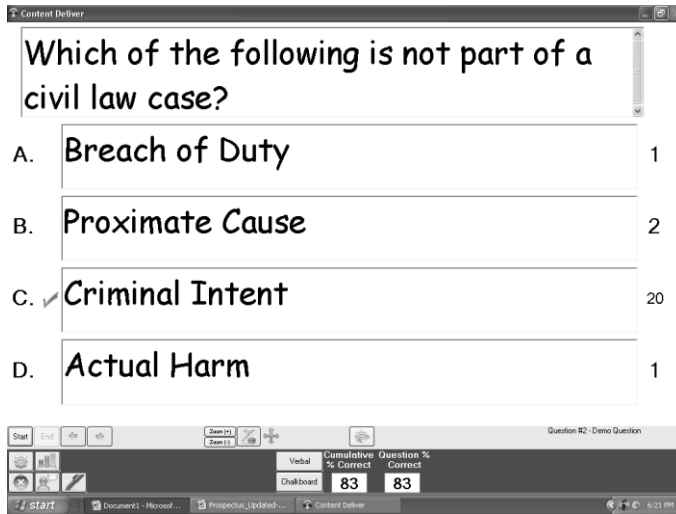 Content Deliver
Which of the following is not part of a
civil law case?
A. Breach of Duty 1
B. Proximate Cause 2
C. Criminal Intent 20
D. Actual Harm 1
Start End Zoom (+) Question #2 - Demo Question
Zoom (-)
Verbal Cumulative Question %
% Correct Correct
Chalkboard 83 83
start Document1 - Microsof... Prospectus_Updated-... Content Deliver 6:21 PM